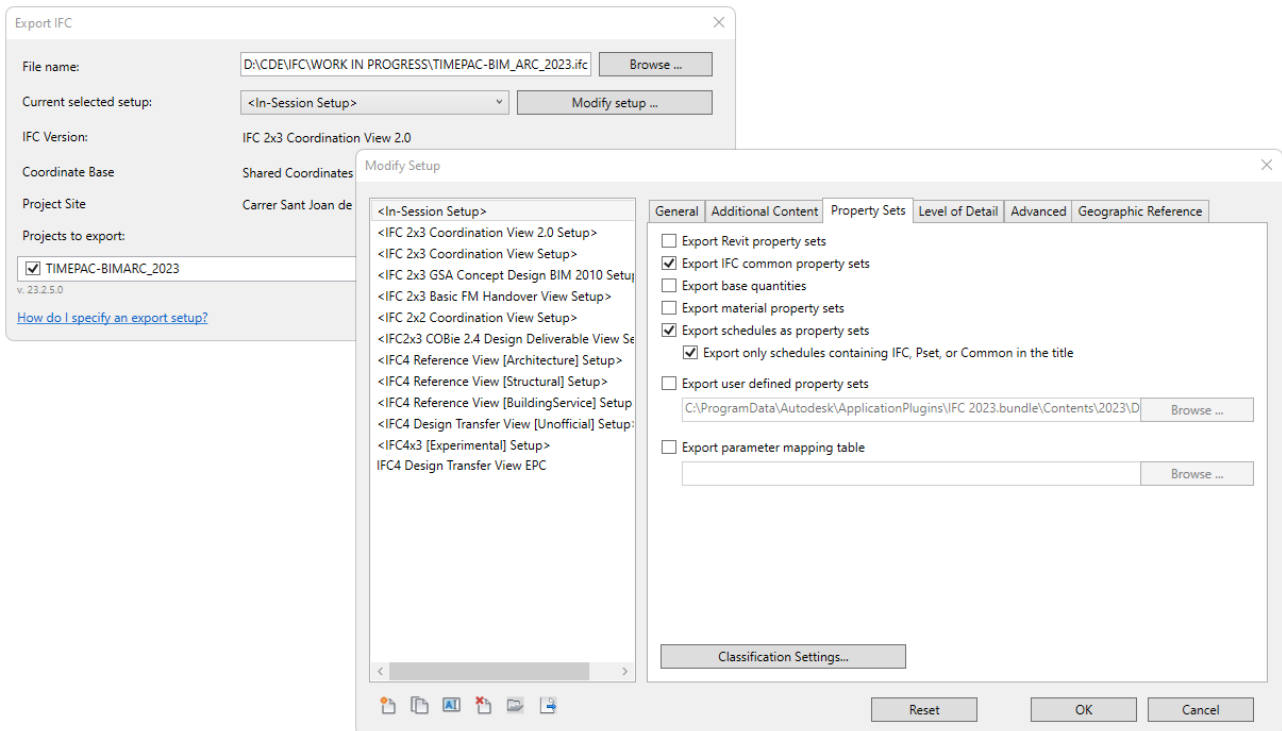 Export IFC
File name:
D:\CDE\IFC\WORK IN PROGRESS\TIMEPAC-BIM_ARC_2023.ifc
Browse ...
Current selected setup:
<In-Session Setup>
Modify setup ...
IFC Version:
IFC 2x3 Coordination View 2.0
Coordinate Base
Shared Coordinates
Project Site
Carrer Sant Joan de
Projects to export:
TIMEPAC-BIMARC_2023
v. 23.2.5.0
How do I specify an export setup?
Modify Setup
<In-Session Setup>
<IFC 2x3 Coordination View 2.0 Setup>
<IFC 2x3 Coordination View Setup>
<IFC 2x3 GSA Concept Design BIM 2010 Setup
<IFC 2x3 Basic FM Handover View Setup>
<IFC 2x2 Coordination View Setup>
<IFC2x3 COBie 2.4 Design Deliverable View Se
<IFC4 Reference View [Architecture] Setup>
<IFC4 Reference View [Structural] Setup>
<IFC4 Reference View [BuildingService] Setup
<IFC4 Design Transfer View [Unofficial] Setup>
<IFC4x3 [Experimental] Setup>
IFC4 Design Transfer View EPC
General
Additional Content
Property Sets
Level of Detail
Advanced
Geographic Reference
Export Revit property sets
Export IFC common property sets
Export base quantities
Export material property sets
Export schedules as property sets
Export only schedules containing IFC, Pset, or Common in the title
Export user defined property sets
C:\ProgramData\Autodesk\ApplicationPlugins\IFC 2023.bundle\Contents\2023\D
Browse ...
Export parameter mapping table
Browse ...
Classification Settings...
Reset
OK
Cancel